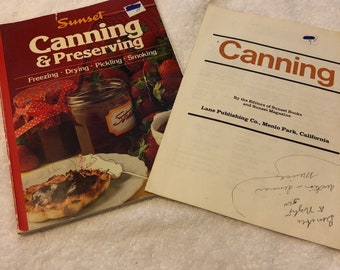 Sunset
Canning
& Preserving
Freezing · Drying · Pickling · Smoking
Canning
By the Editors of Sunset Books
and Sunset Magazine
Lane Publishing Co., Menlo Park, California